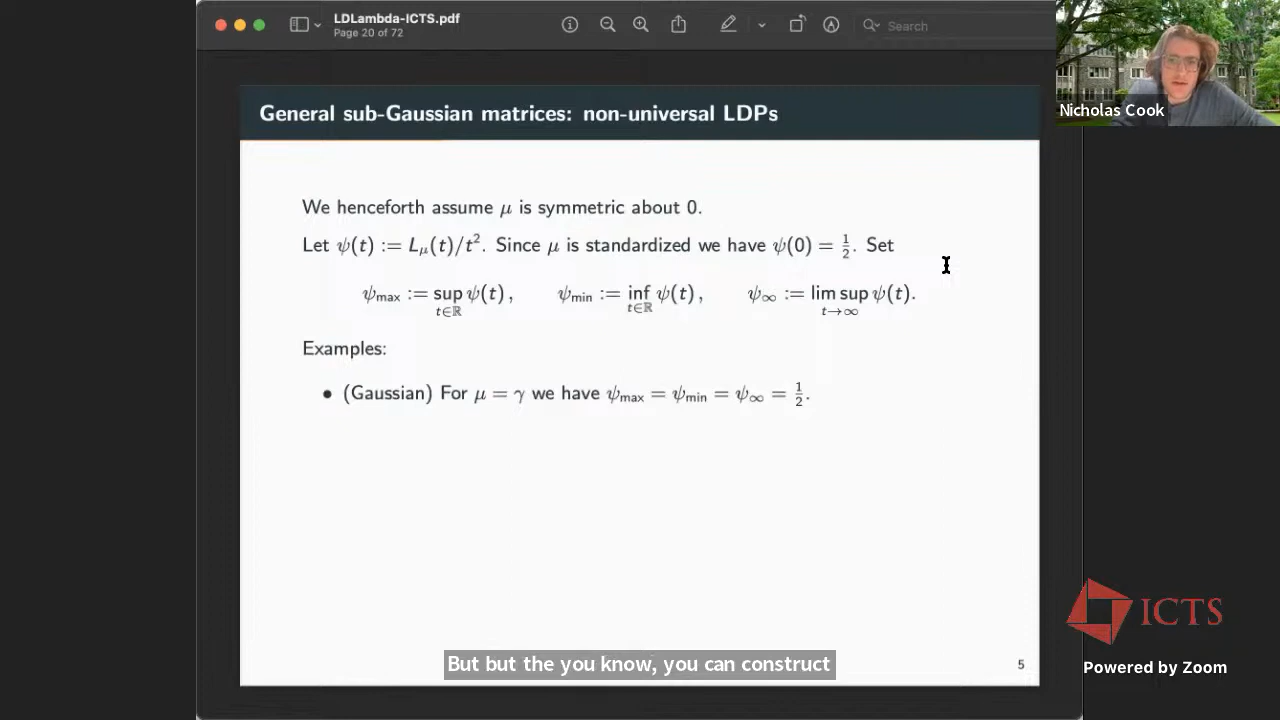 LDLambda-ICTS.pdf
Page 20 of 72
Search
Nicholas Cook
General sub-Gaussian matrices: non-universal LDPs
We henceforth assume μ is symmetric about 0.
Let ψ(t) := L_μ(t)/t². Since μ is standardized we have ψ(0) = 1/2. Set
ψ_max := sup_{t∈ℝ} ψ(t), ψ_min := inf_{t∈ℝ} ψ(t), ψ_∞ := lim sup_{t→∞} ψ(t).
Examples:
• (Gaussian) For μ = γ we have ψ_max = ψ_min = ψ_∞ = 1/2.
But but the you know, you can construct
5
ICTS
Powered by Zoom